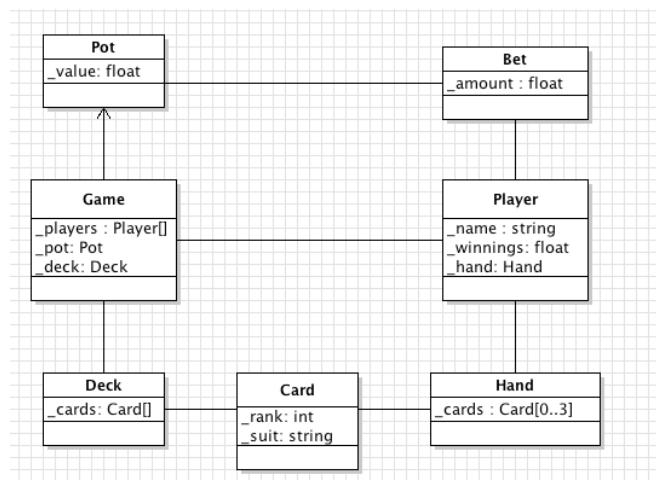 Pot
_value: float
Bet
_amount : float
Game
_players : Player[]
_pot: Pot
_deck: Deck
Player
_name : string
_winnings: float
_hand: Hand
Deck
_cards: Card[]
Card
_rank: int
_suit: string
Hand
_cards : Card[0..3]